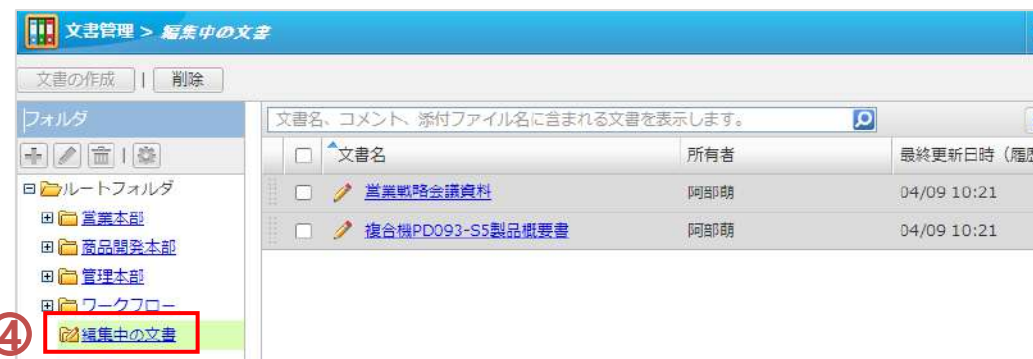 文書管理 > 編集中の文書
文書の作成 | 削除
フォルダ
文書名、コメント、添付ファイル名に含まれる文書を表示します。
文書名 所有者 最終更新日時（履歴
ルートフォルダ
営業戦略会議資料 阿部萌 04/09 10:21
営業本部
複合機PD093-S5製品概要書 阿部萌 04/09 10:21
商品開発本部
管理本部
ワークフロー
④ 編集中の文書